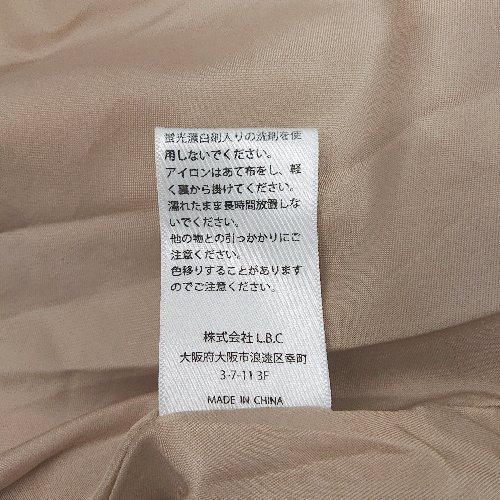 蛍光漂白剤入りの洗剤を使
用しないでください。
アイロンはあて布をし、軽
く裏から掛けてください。
濡れたまま長時間放置しな
いでください。
他の物との引っかかりにご
注意ください。
色移りすることがあります
のでご注意ください。
株式会社 L.B.C
大阪府大阪市浪速区幸町
3-7-11 3F
MADE IN CHINA